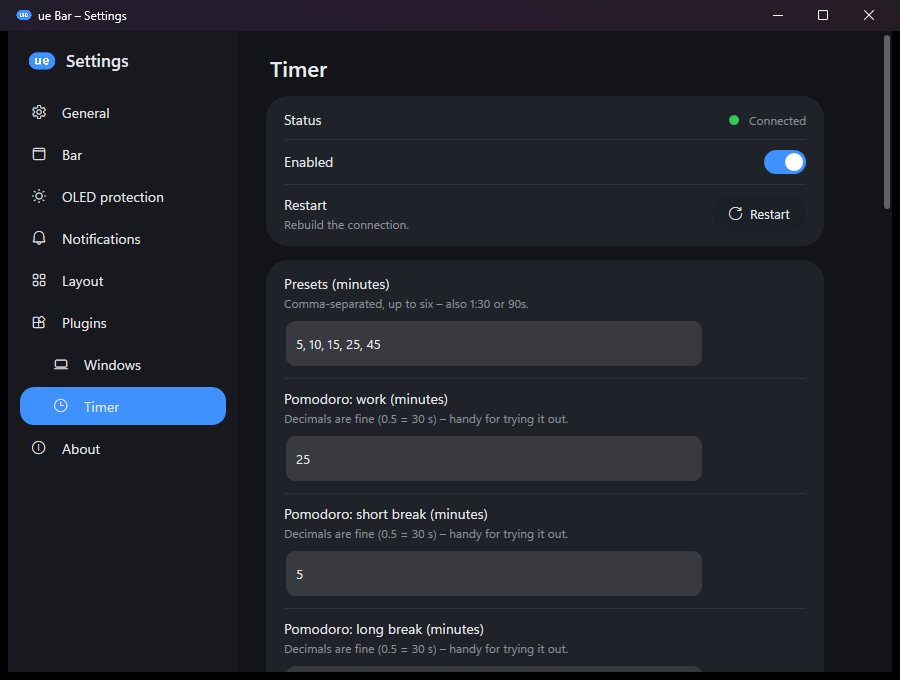 ue ue Bar – Settings
ue Settings
General
Bar
OLED protection
Notifications
Layout
Plugins
Windows
Timer
About
Timer
Status
Connected
Enabled
Restart
Rebuild the connection.
Restart
Presets (minutes)
Comma-separated, up to six – also 1:30 or 90s.
5, 10, 15, 25, 45
Pomodoro: work (minutes)
Decimals are fine (0.5 = 30 s) – handy for trying it out.
25
Pomodoro: short break (minutes)
Decimals are fine (0.5 = 30 s) – handy for trying it out.
5
Pomodoro: long break (minutes)
Decimals are fine (0.5 = 30 s) – handy for trying it out.